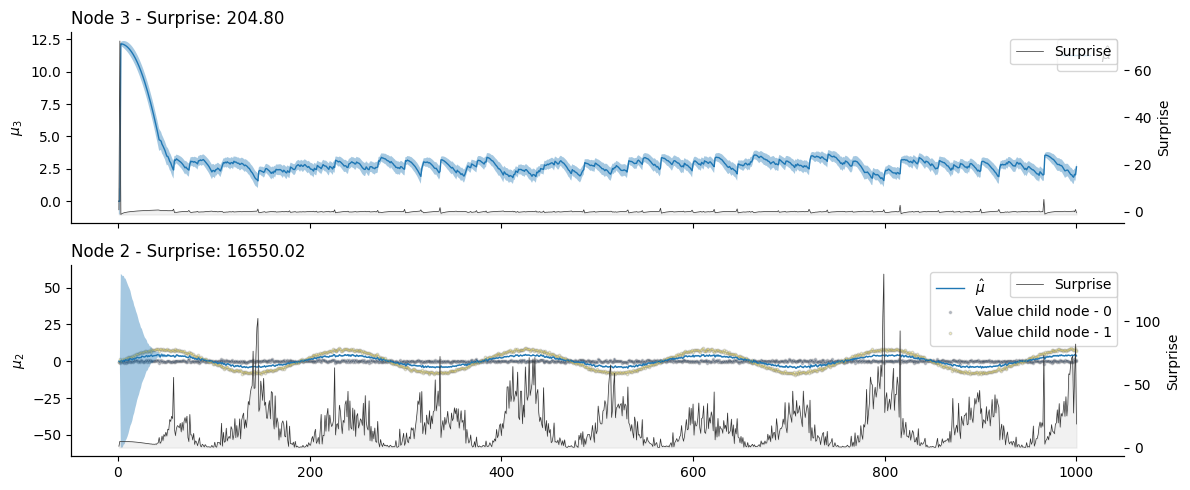 Node 3 - Surprise: 204.80
12.5
10.0
7.5
5.0
2.5
0.0
μ3
Surprise
60
40
20
0
Surprise
Node 2 - Surprise: 16550.02
50
25
0
−25
−50
μ2
μ̂
Value child node - 0
Value child node - 1
Surprise
100
50
0
Surprise
0
200
400
600
800
1000